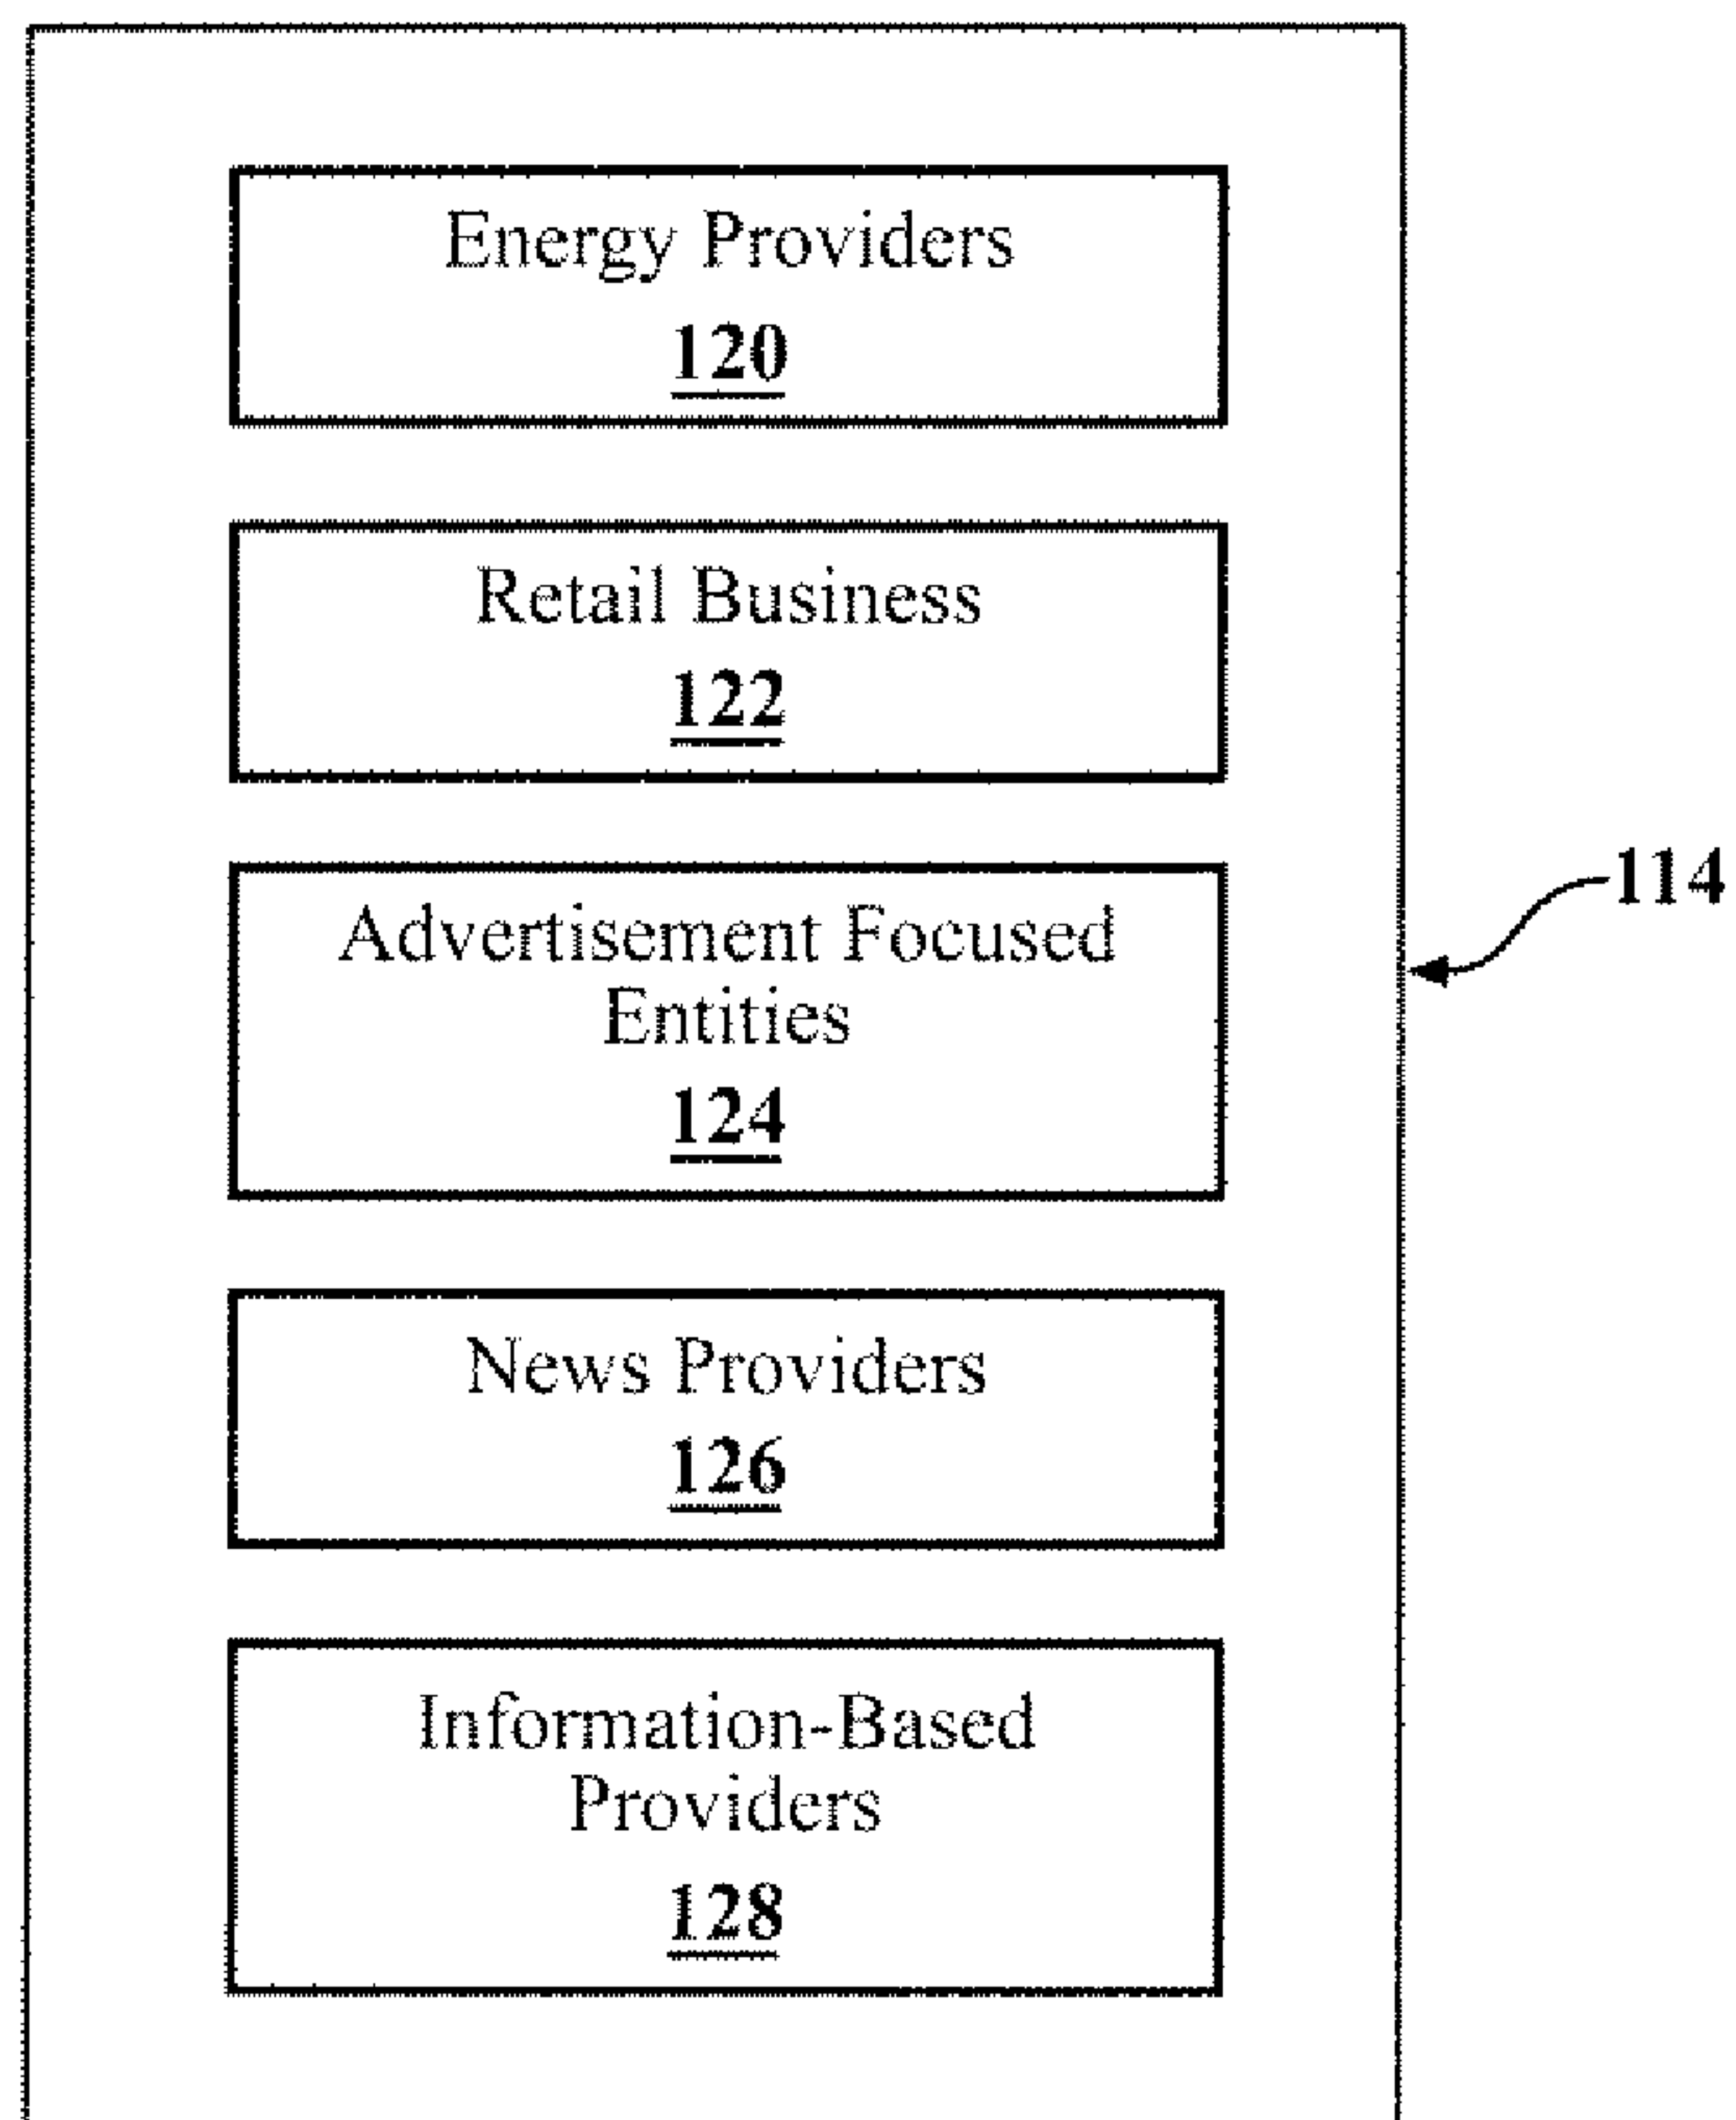 Energy Providers
120
Retail Business
122
Advertisement Focused
Entities
124
114
News Providers
126
Information-Based
Providers
128